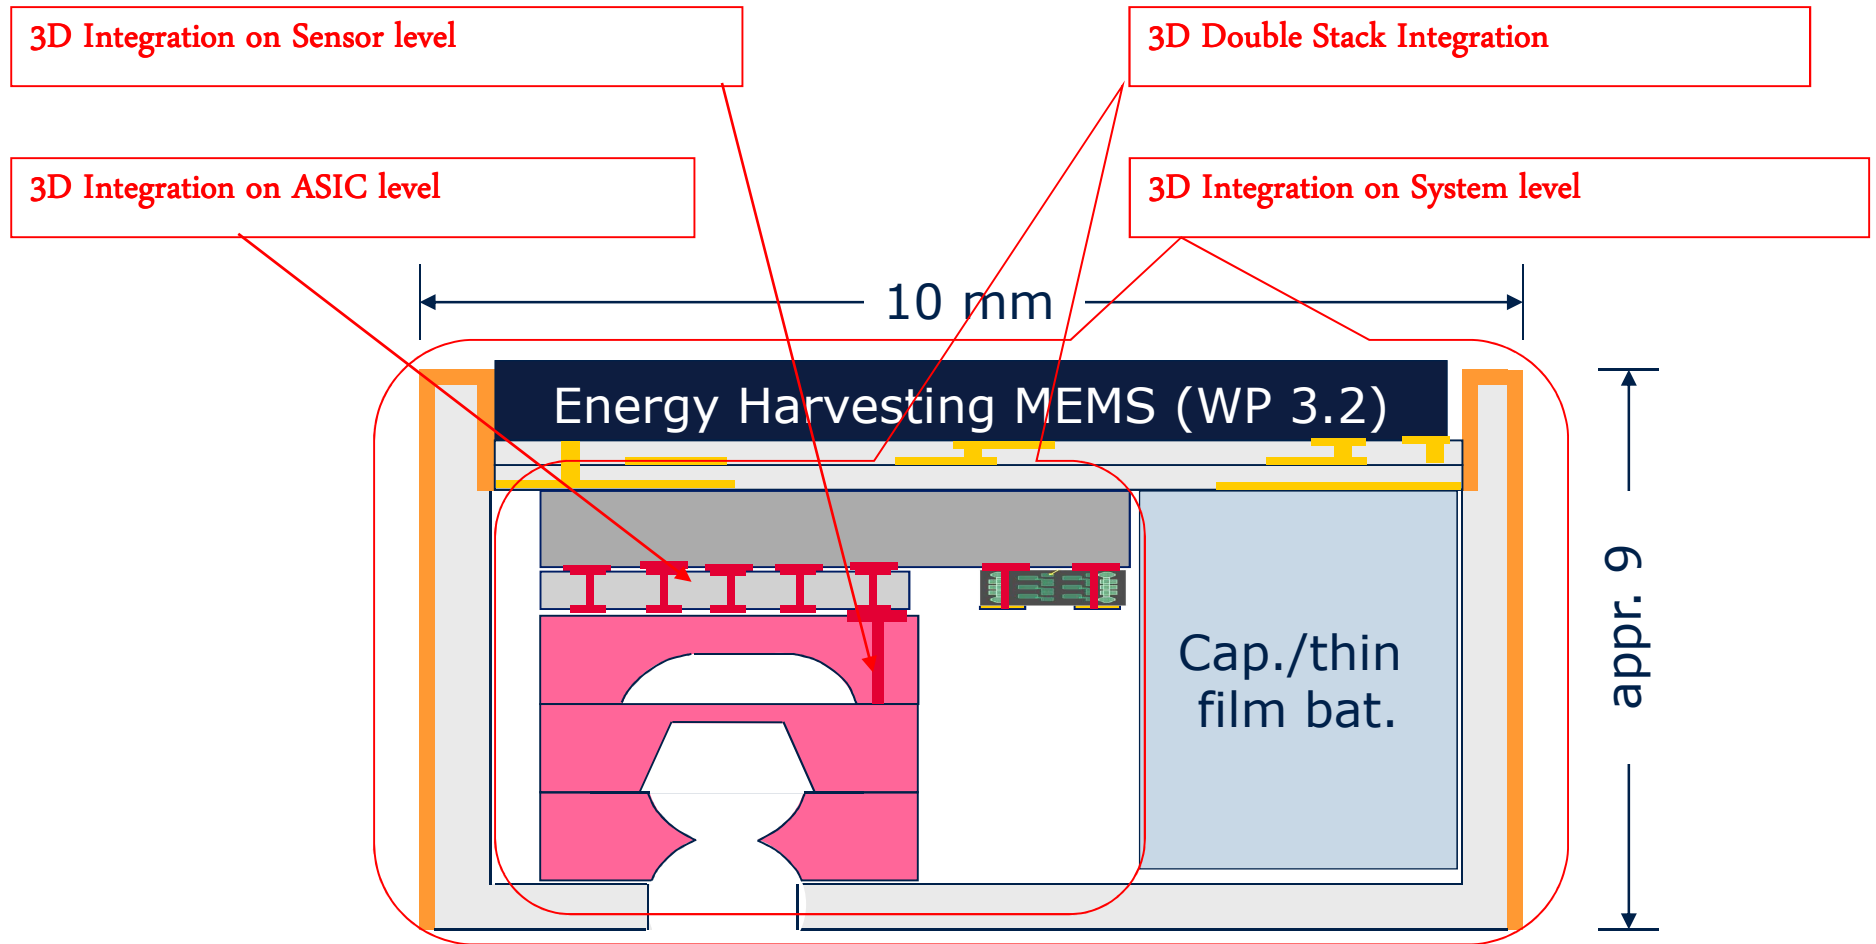 3D Integration on Sensor level
3D Double Stack Integration
3D Integration on ASIC level
3D Integration on System level
10 mm
Energy Harvesting MEMS (WP 3.2)
Cap./thin
film bat.
appr. 9